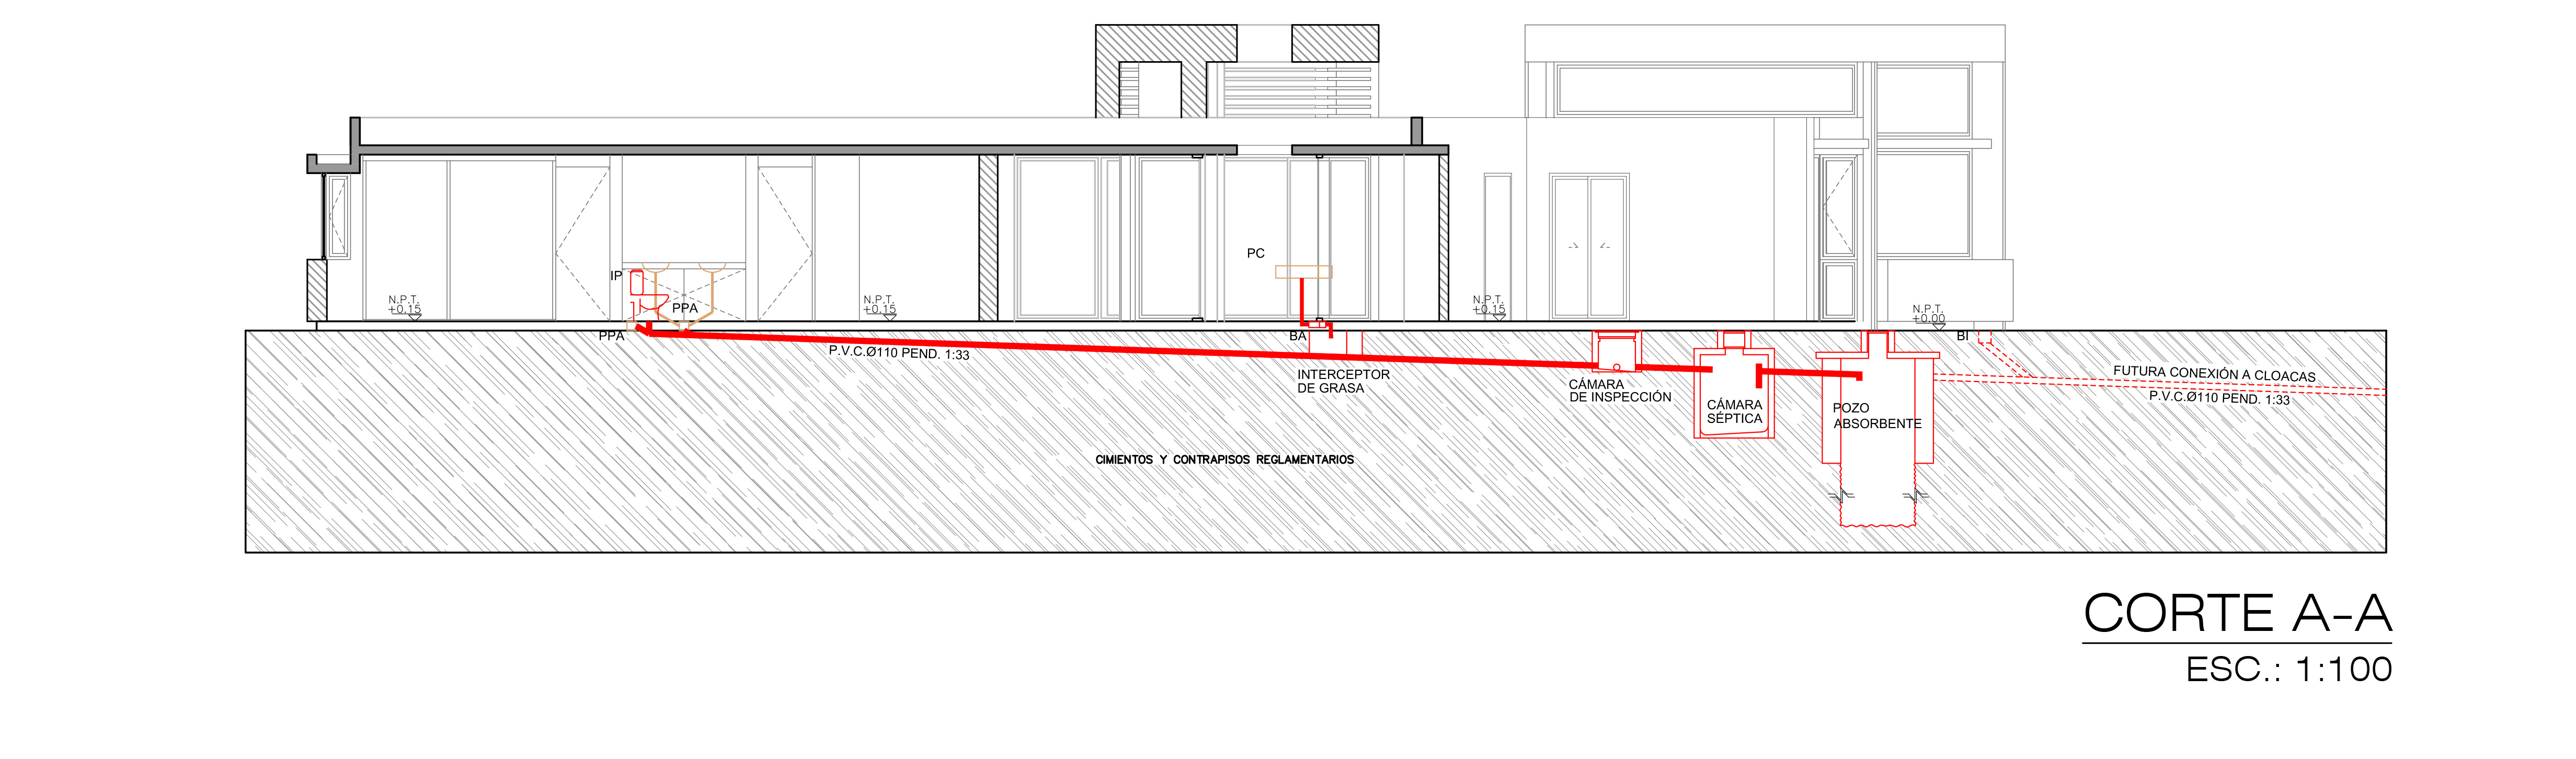 PC
IP
PPA
N.P.T.
+0.15
N.P.T.
+0.15
N.P.T.
+0.15
N.P.T.
+0.00
PPA
BA
BI
P.V.C.Ø110 PEND. 1:33
INTERCEPTOR
DE GRASA
CÁMARA
DE INSPECCIÓN
CÁMARA
SÉPTICA
POZO
ABSORBENTE
FUTURA CONEXIÓN A CLOACAS
P.V.C.Ø110 PEND. 1:33
CIMIENTOS Y CONTRAPISOS REGLAMENTARIOS
CORTE A-A
ESC.: 1:100